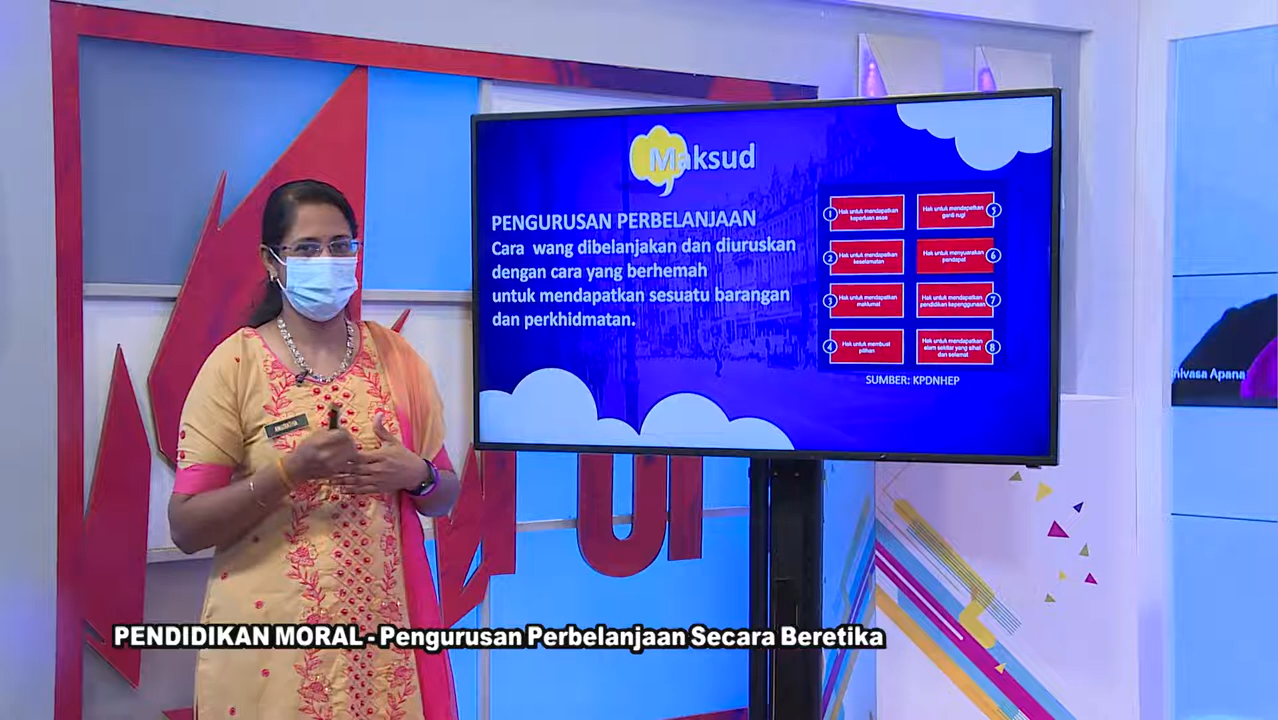 Maksud
PENGURUSAN PERBELANJAAN
Cara wang dibelanjakan dan diuruskan
dengan cara yang berhemah
untuk mendapatkan sesuatu barangan
dan perkhidmatan.
1
Hak untuk mendapatkan
keperluan asas
2
Hak untuk mendapatkan
keselamatan
3
Hak untuk mendapatkan
maklumat
4
Hak untuk membuat
pilihan
Hak untuk mendapatkan
ganti rugi
5
Hak untuk menyuarakan
pendapat
6
Hak untuk mendapatkan
pendidikan kepenggunaan
7
Hak untuk mendapatkan
alam sekitar yang sihat
dan selamat
8
SUMBER: KPDNHEP
nivasa Apana
ANURATHA
PENDIDIKAN MORAL - Pengurusan Perbelanjaan Secara Beretika